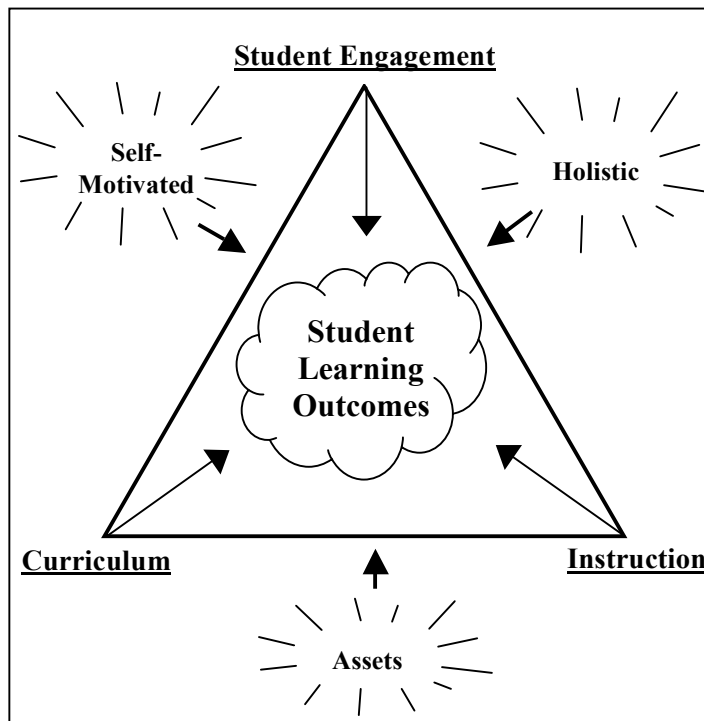 Student Engagement
Self-
Motivated
Holistic
Student
Learning
Outcomes
Curriculum
Instruction
Assets